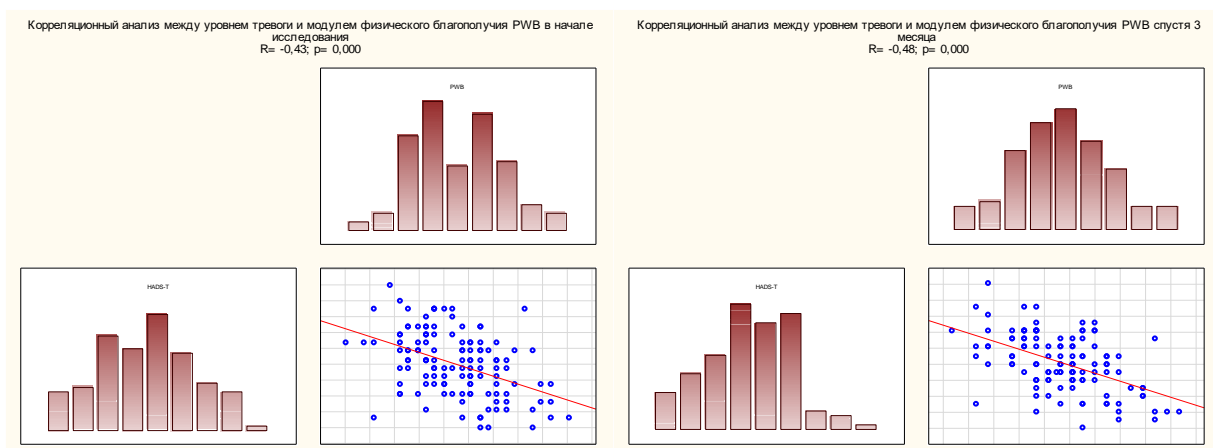 Корреляционный анализ между уровнем тревоги и модулем физического благополучия PWB в начале
исследования
R= -0,43; p= 0,000
PWB
HADS-T
Корреляционный анализ между уровнем тревоги и модулем физического благополучия PWB спустя 3
месяца
R= -0,48; p= 0,000
PWB
HADS-T